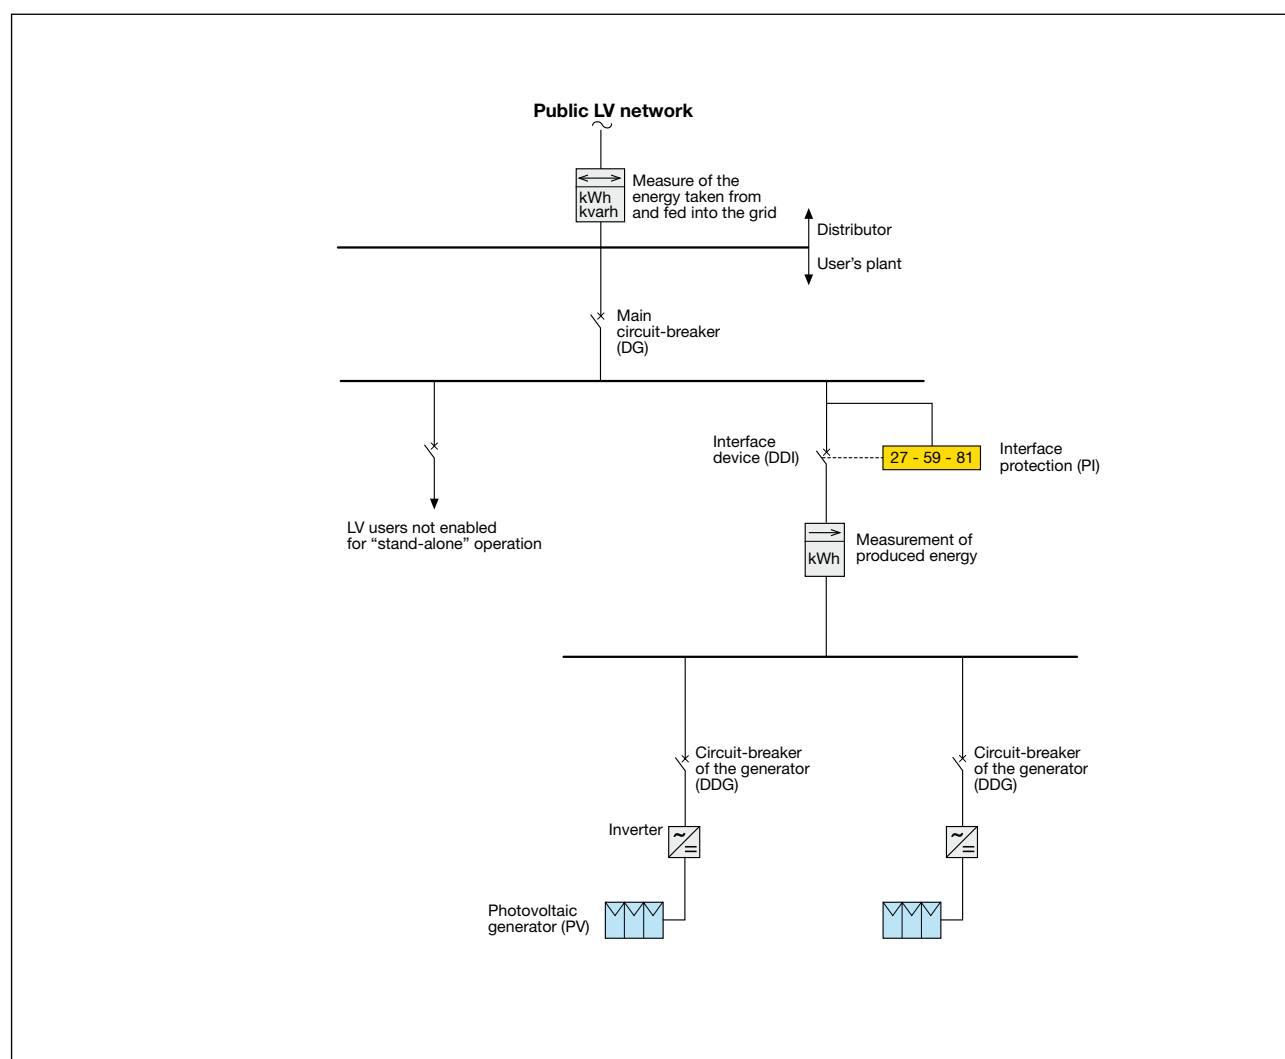 Public LV network
kWh
kvarh
Measure of the
energy taken from
and fed into the grid
Distributor
User's plant
Main
circuit-breaker
(DG)
Interface
device (DDI)
27 - 59 - 81
Interface
protection (PI)
LV users not enabled
for “stand-alone” operation
kWh
Measurement of
produced energy
Circuit-breaker
of the generator
(DDG)
Circuit-breaker
of the generator
(DDG)
Inverter
Photovoltaic
generator (PV)